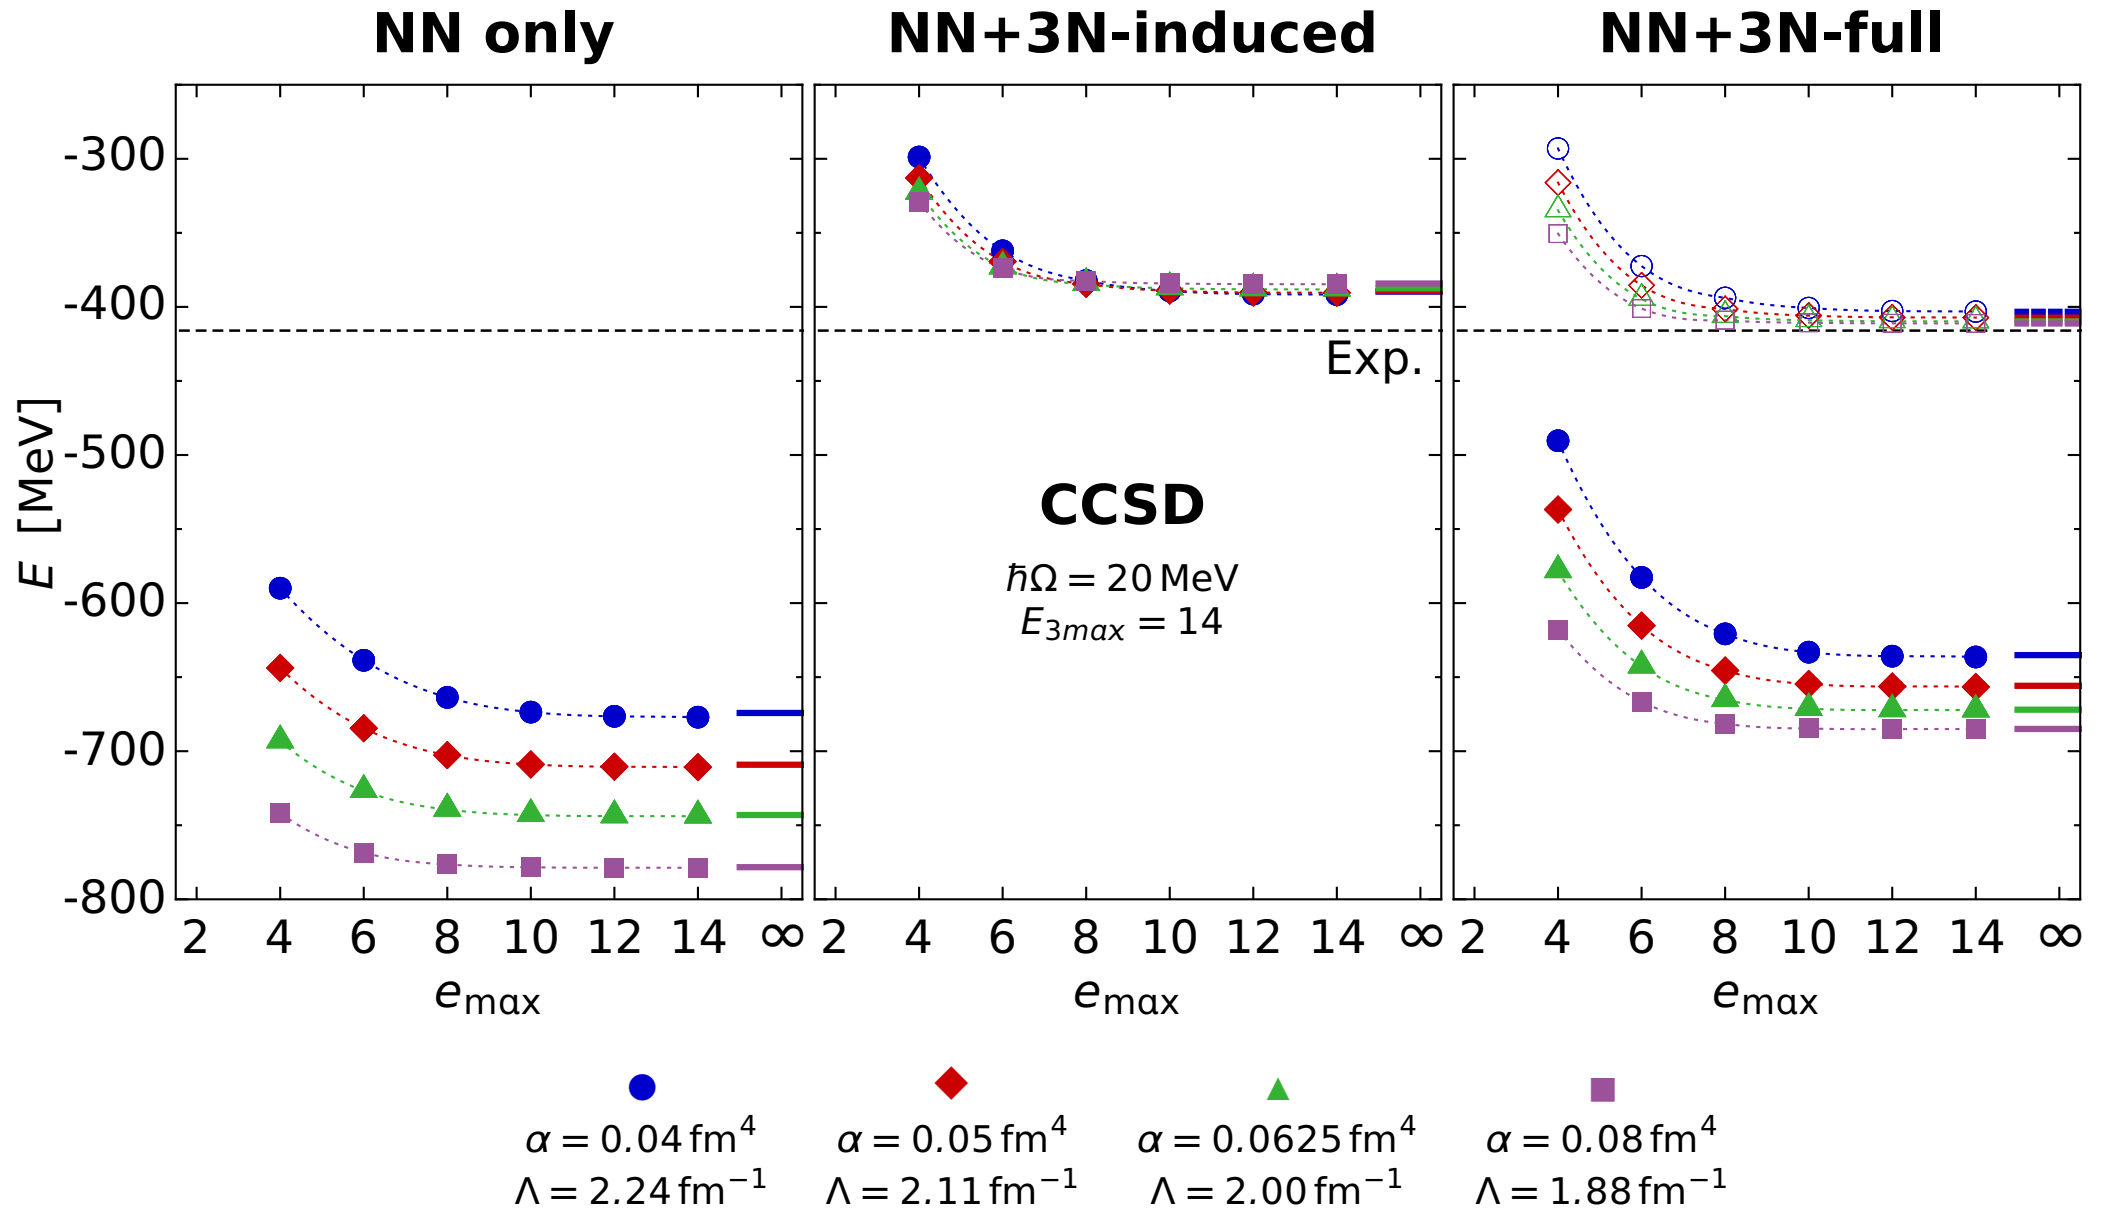 NN only NN+3N-induced NN+3N-full
-300
-400
Exp.
-500
CCSD
E [MeV]
ℏΩ = 20 MeV
-600
E3max = 14
-700
-800
2 4 6 8 10 12 14 ∞ 2 4 6 8 10 12 14 ∞ 2 4 6 8 10 12 14 ∞
emax emax emax
α = 0.04 fm⁴ α = 0.05 fm⁴ α = 0.0625 fm⁴ α = 0.08 fm⁴
Λ = 2.24 fm⁻¹ Λ = 2.11 fm⁻¹ Λ = 2.00 fm⁻¹ Λ = 1.88 fm⁻¹